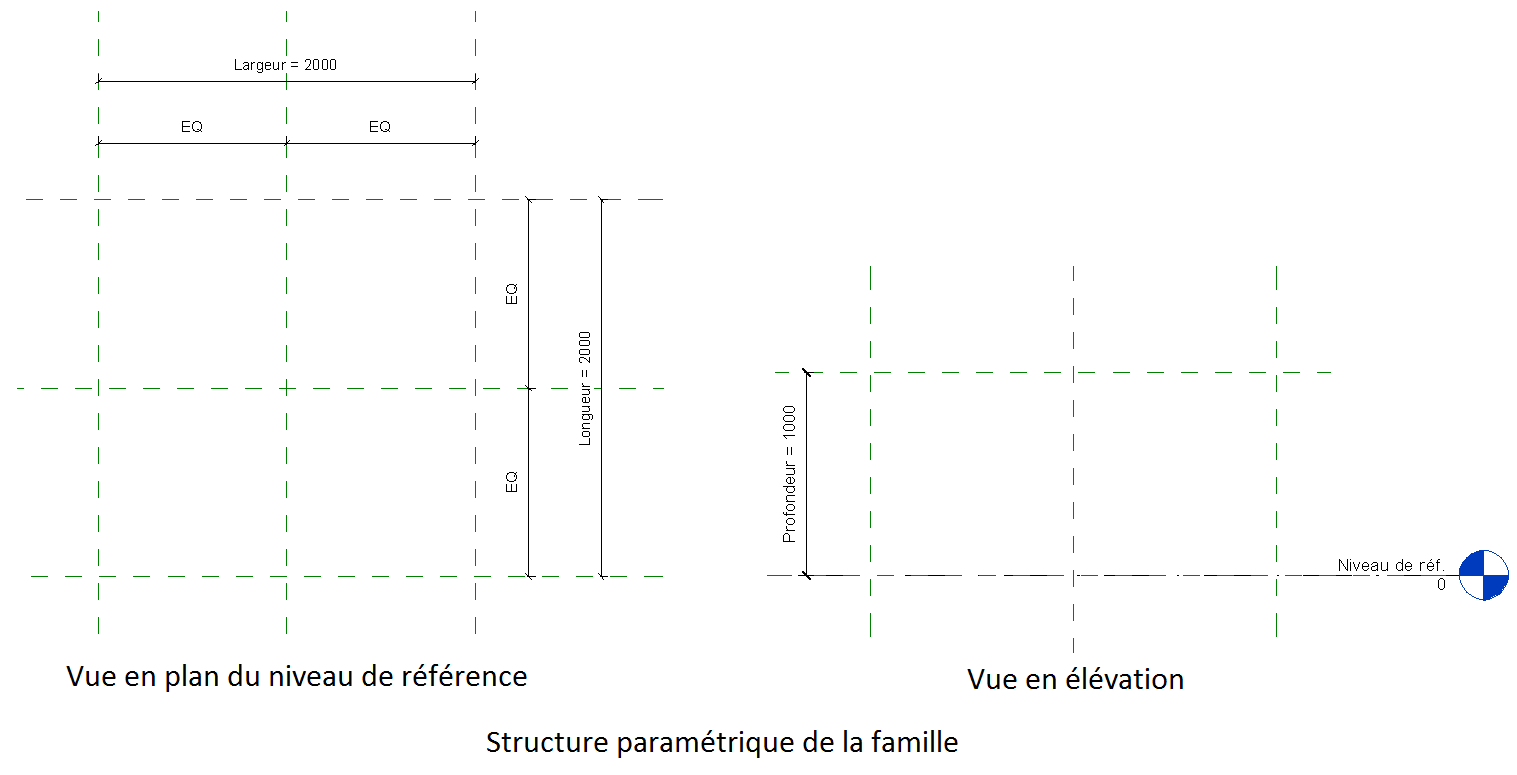 Largeur = 2000
EQ
EQ
EQ
Longueur = 2000
EQ
Profondeur = 1000
Niveau de réf.
0
Vue en plan du niveau de référence
Vue en élévation
Structure paramétrique de la famille